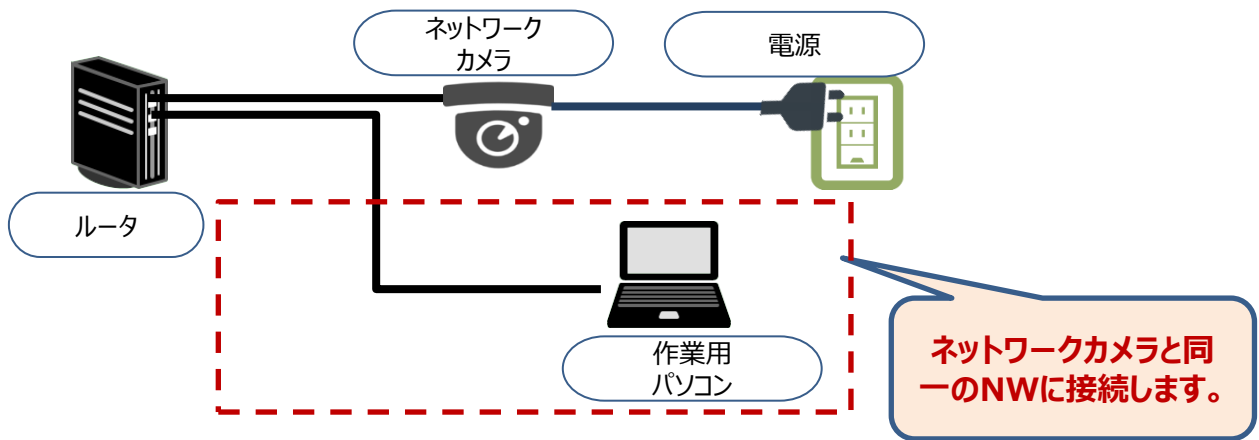 ネットワーク
カメラ
電源
ルータ
作業用
パソコン
ネットワークカメラと同
一のNWに接続します。